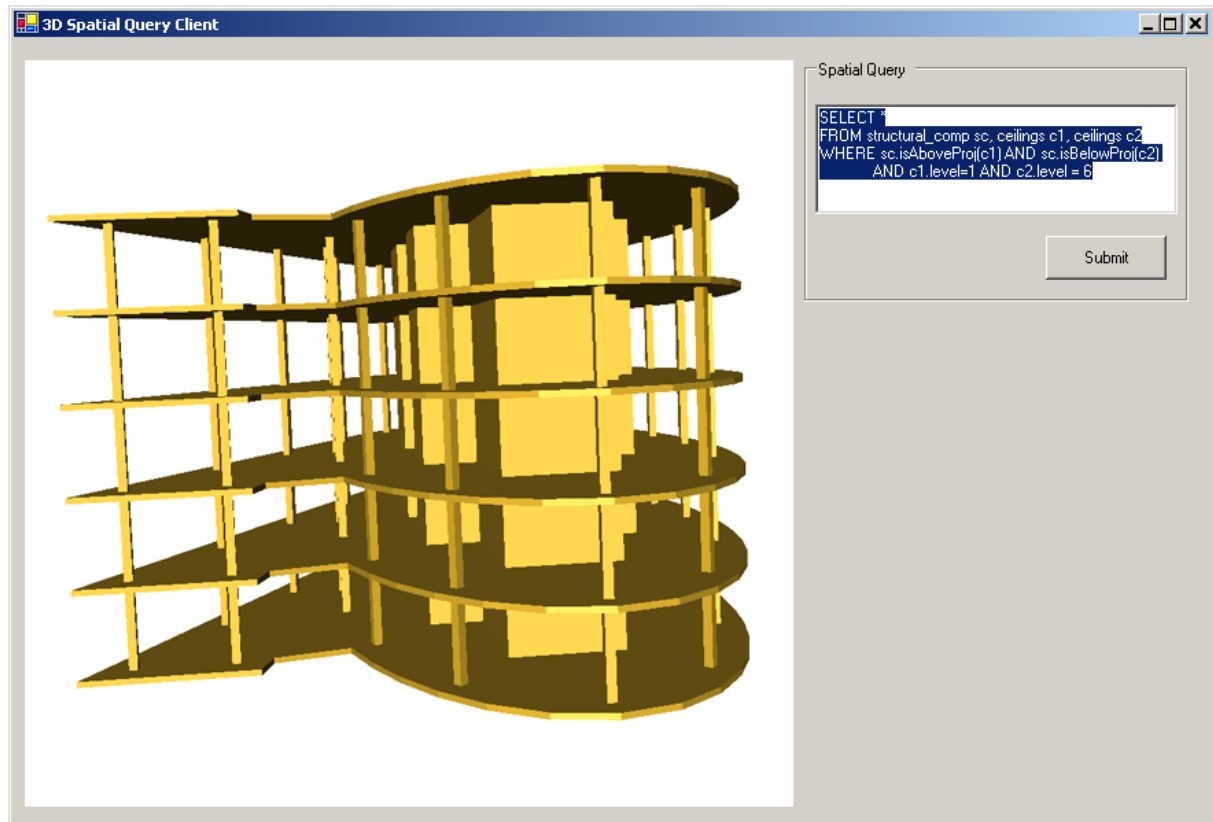 3D Spatial Query Client
Spatial Query
SELECT *
FROM structural_comp sc, ceilings c1, ceilings c2
WHERE sc.isAboveProj(c1) AND sc.isBelowProj(c2)
AND c1.level=1 AND c2.level = 6
Submit